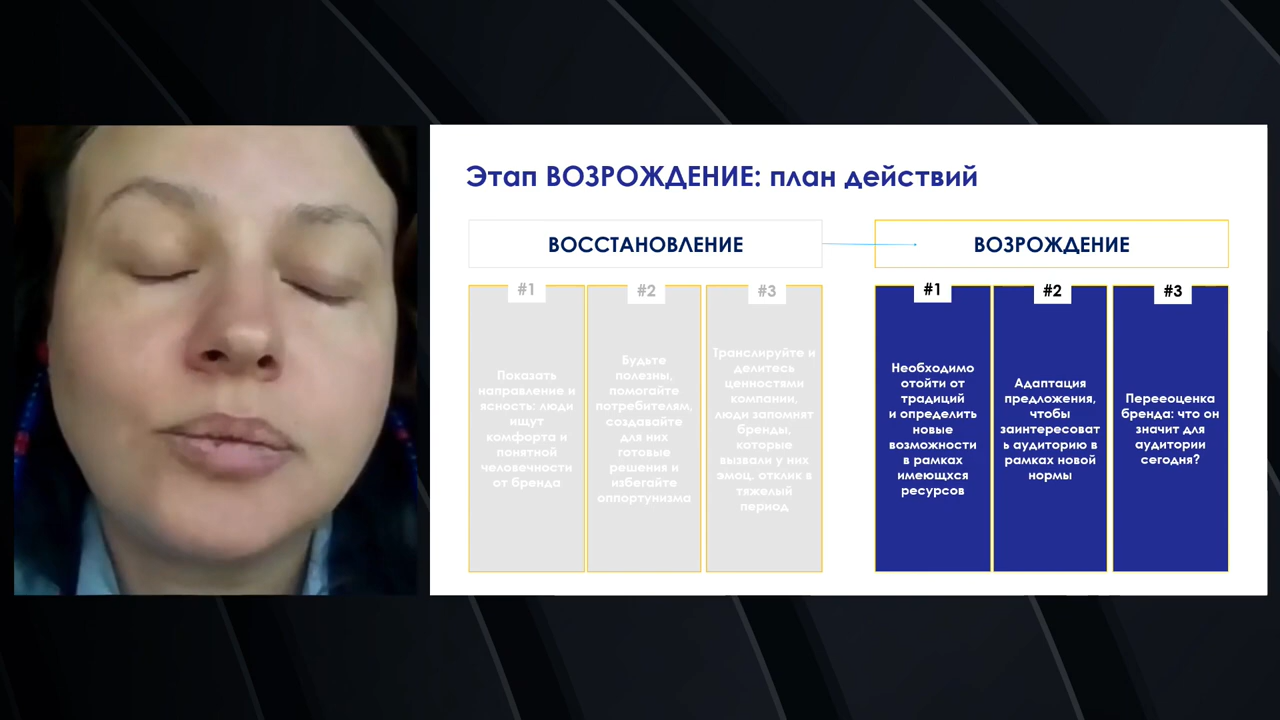 Этап ВОЗРОЖДЕНИЕ: план действий
ВОССТАНОВЛЕНИЕ
ВОЗРОЖДЕНИЕ
#1
Показать
направление и
ясность: люди
ищут
комфорта и
понятной
человечности
от бренда
#2
Будьте
полезны,
помогайте
потребителям,
создавайте
для них
готовые
решения и
избегайте
оппортунизма
#3
Транслируйте и
делитесь
ценностями
компании,
люди запомнят
бренды,
которые
вызвали у них
эмоц. отклик в
тяжелый
период
#1
Необходимо
отойти от
традиций
и определить
новые
возможности
в рамках
имеющхся
ресурсов
#2
Адаптация
предложения,
чтобы
заинтересоват
ь аудиторию в
рамках новой
нормы
#3
Перееоценка
бренда: что он
значит для
аудитории
сегодня?